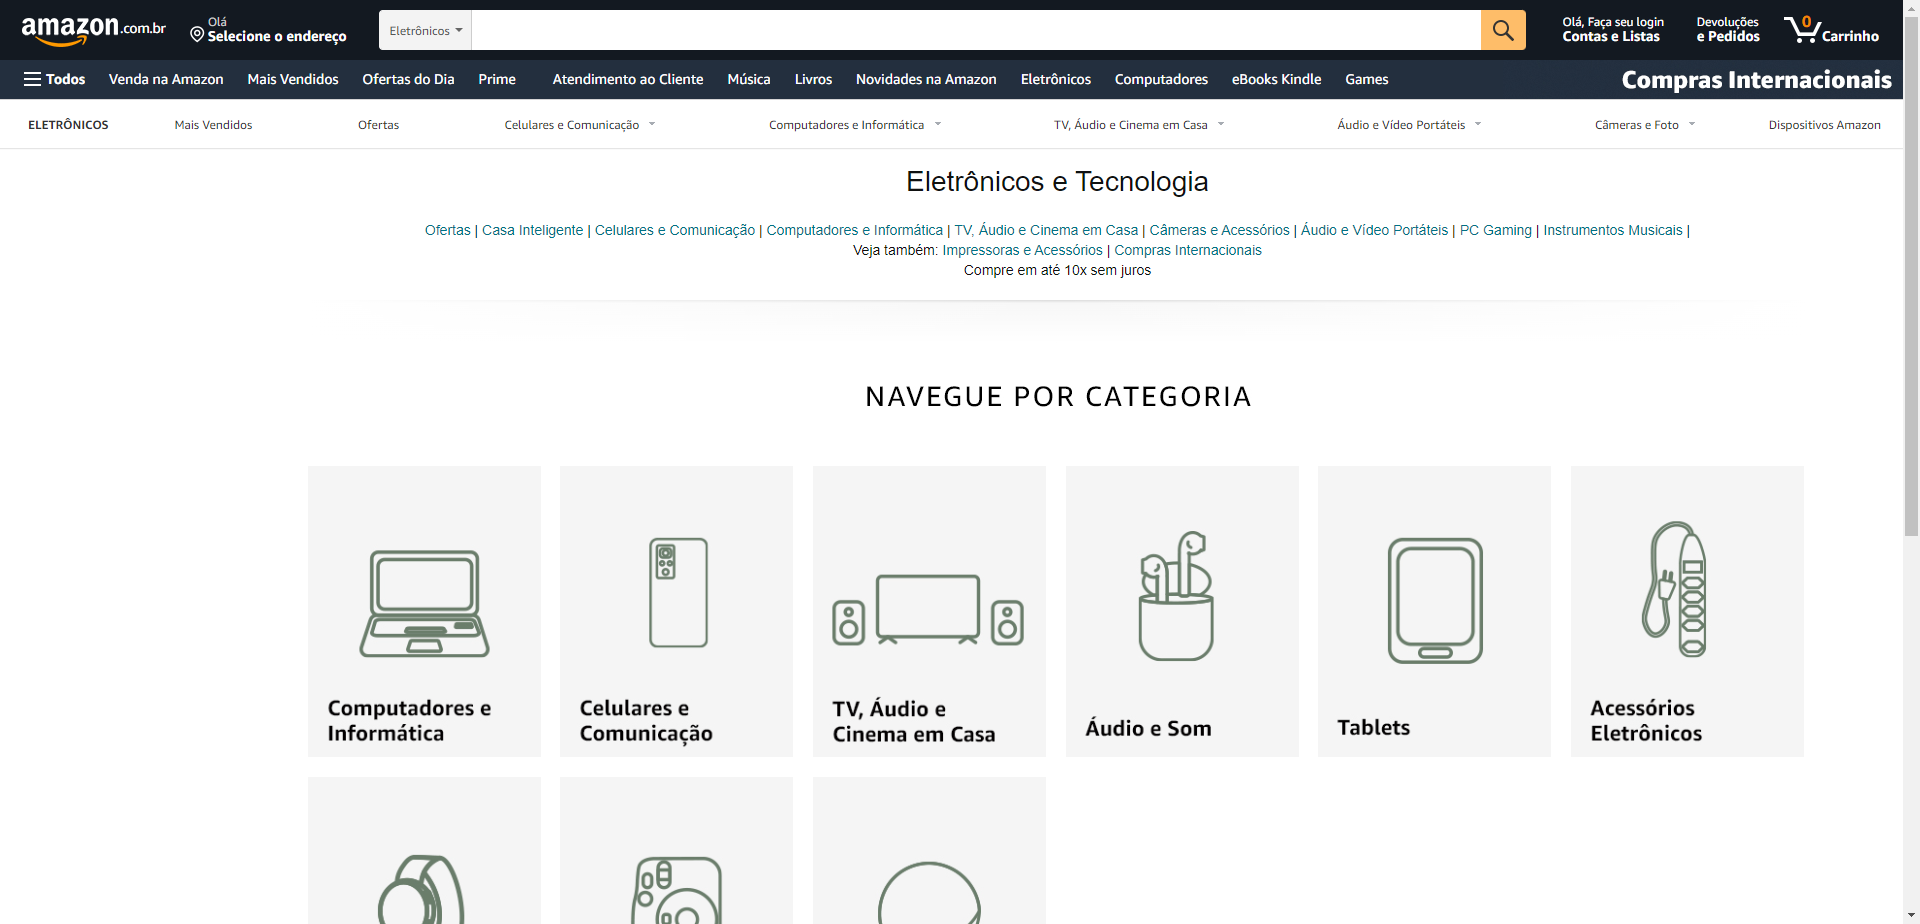 amazon.com.br
Olá
Selecione o endereço
Eletrônicos
Olá, Faça seu login
Contas e Listas
Devoluções
e Pedidos
0
Carrinho
Todos
Venda na Amazon
Mais Vendidos
Ofertas do Dia
Prime
Atendimento ao Cliente
Música
Livros
Novidades na Amazon
Eletrônicos
Computadores
eBooks Kindle
Games
Compras Internacionais
ELETRÔNICOS
Mais Vendidos
Ofertas
Celulares e Comunicação
Computadores e Informática
TV, Áudio e Cinema em Casa
Áudio e Vídeo Portáteis
Câmeras e Foto
Dispositivos Amazon
Eletrônicos e Tecnologia
Ofertas | Casa Inteligente | Celulares e Comunicação | Computadores e Informática | TV, Áudio e Cinema em Casa | Câmeras e Acessórios | Áudio e Vídeo Portáteis | PC Gaming | Instrumentos Musicais |
Veja também: Impressoras e Acessórios | Compras Internacionais
Compre em até 10x sem juros
NAVEGUE POR CATEGORIA
Computadores e
Informática
Celulares e
Comunicação
TV, Áudio e
Cinema em Casa
Áudio e Som
Tablets
Acessórios
Eletrônicos